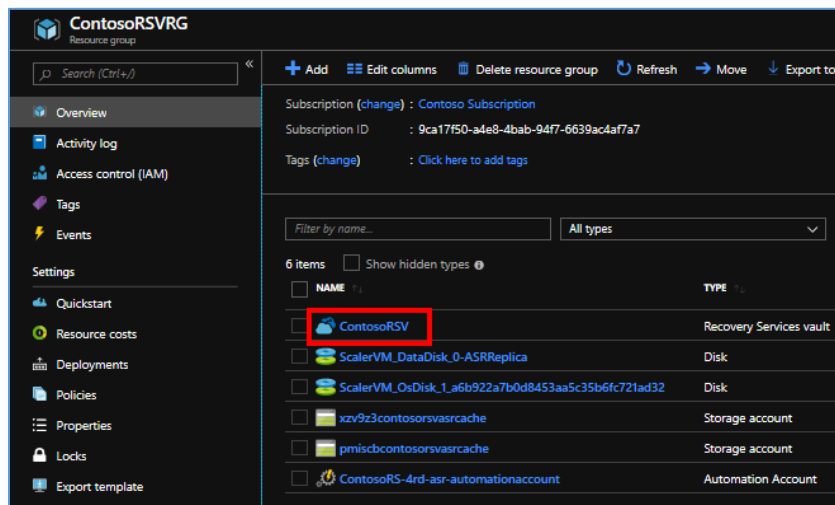 ContosoRSVRG
Resource group
Search (Ctrl+/)
«
Overview
Activity log
Access control (IAM)
Tags
Events
Settings
Quickstart
Resource costs
Deployments
Policies
Properties
Locks
Export template
Add Edit columns Delete resource group Refresh Move Export to
Subscription (change) : Contoso Subscription
Subscription ID : 9ca17f50-a4e8-4bab-94f7-6639ac4af7a7
Tags (change) : Click here to add tags
Filter by name... All types
6 items Show hidden types
NAME TYPE
ContosoRSV Recovery Services vault
ScalerVM_DataDisk_0-ASRReplica Disk
ScalerVM_OsDisk_1_a6b922a7b0d8453aa5c35b6fc721ad32 Disk
xzv9z3contosorsvasrcache Storage account
pmiscbcontosorsvasrcache Storage account
ContosoRS-4rd-asr-automationaccount Automation Account